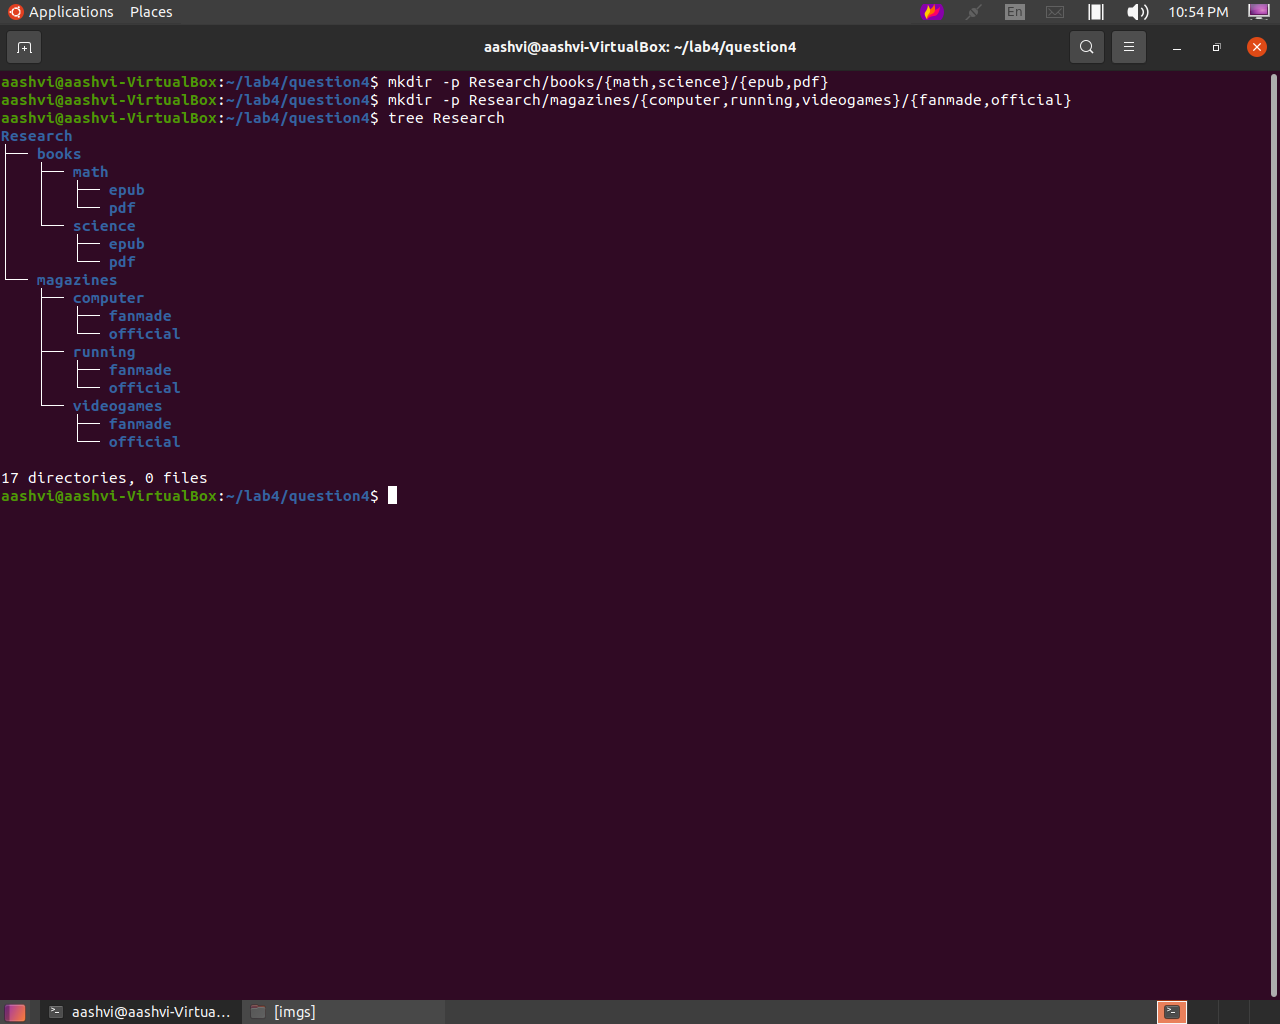 Applications Places En 10:54 PM
aashvi@aashvi-VirtualBox: ~/lab4/question4
aashvi@aashvi-VirtualBox:~/lab4/question4$ mkdir -p Research/books/{math,science}/{epub,pdf}
aashvi@aashvi-VirtualBox:~/lab4/question4$ mkdir -p Research/magazines/{computer,running,videogames}/{fanmade,official}
aashvi@aashvi-VirtualBox:~/lab4/question4$ tree Research
Research
├── books
│   ├── math
│   │   ├── epub
│   │   └── pdf
│   └── science
│       ├── epub
│       └── pdf
└── magazines
    ├── computer
    │   ├── fanmade
    │   └── official
    ├── running
    │   ├── fanmade
    │   └── official
    └── videogames
        ├── fanmade
        └── official
17 directories, 0 files
aashvi@aashvi-VirtualBox:~/lab4/question4$
aashvi@aashvi-Virtua... [imgs]